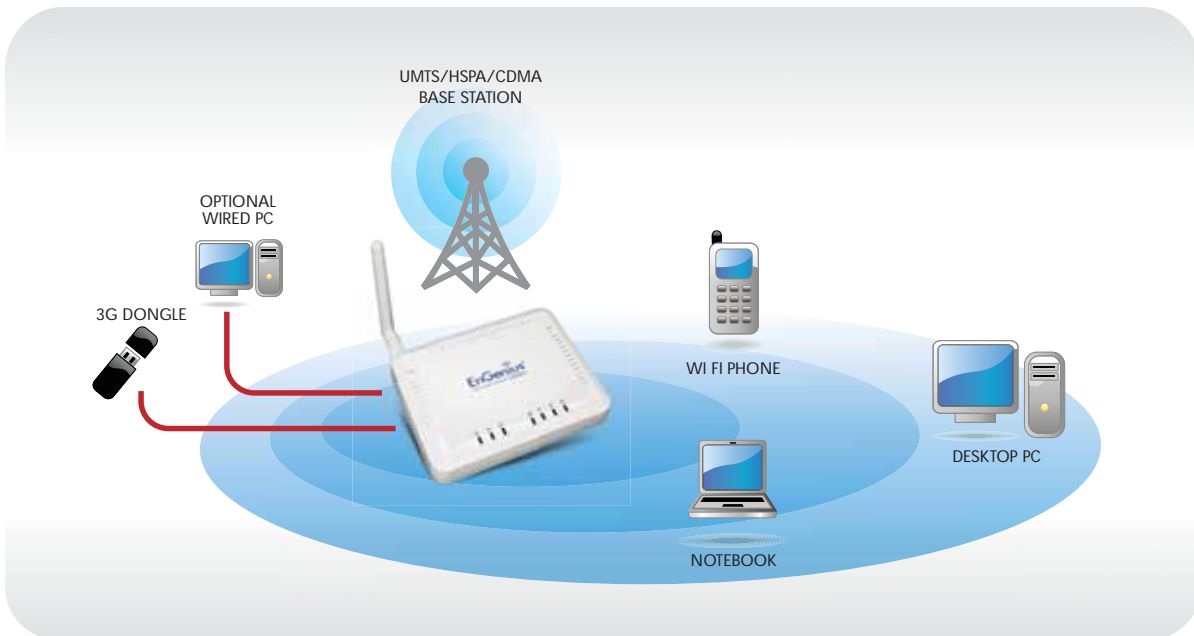 UMTS/HSPA/CDMA
BASE STATION
OPTIONAL
WIRED PC
3G DONGLE
EnGenius
WI FI PHONE
DESKTOP PC
NOTEBOOK